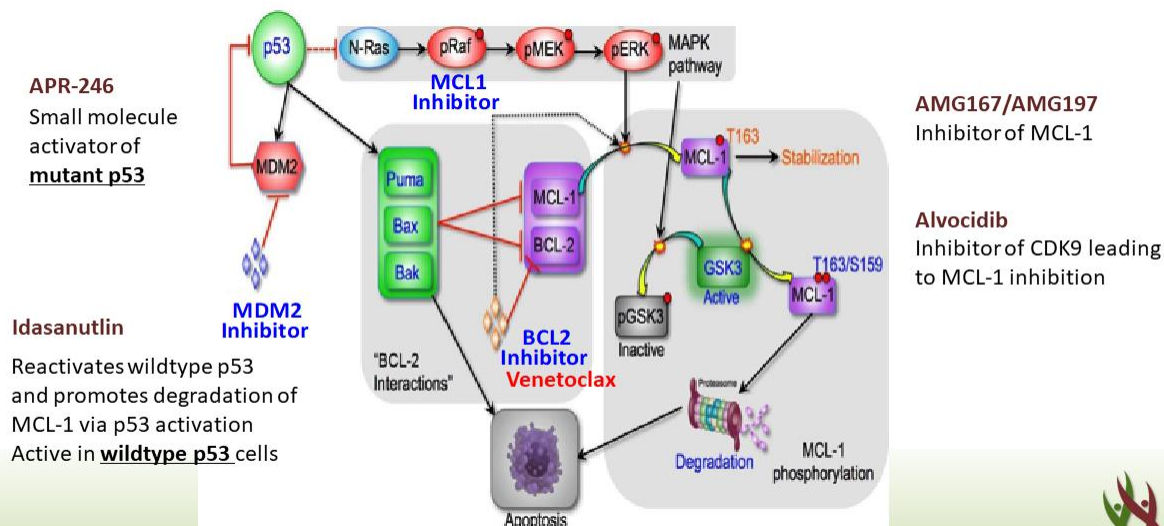 p53
N-Ras
pRaf
pMEK
pERK
MAPK
pathway
MCL1
Inhibitor
APR-246
Small molecule
activator of
mutant p53
MDM2
Puma
Bax
Bak
MCL-1
BCL-2
MCL-1
T163
Stabilization
GSK3
Active
T163/S159
MCL-1
pGSK3
Inactive
MDM2
Inhibitor
BCL2
Inhibitor
Venetoclax
"BCL-2
Interactions"
Idasanutlin
Reactivates wildtype p53
and promotes degradation of
MCL-1 via p53 activation
Active in wildtype p53 cells
Proteasome
Degradation
MCL-1
phosphorylation
Apoptosis
AMG167/AMG197
Inhibitor of MCL-1
Alvocidib
Inhibitor of CDK9 leading
to MCL-1 inhibition